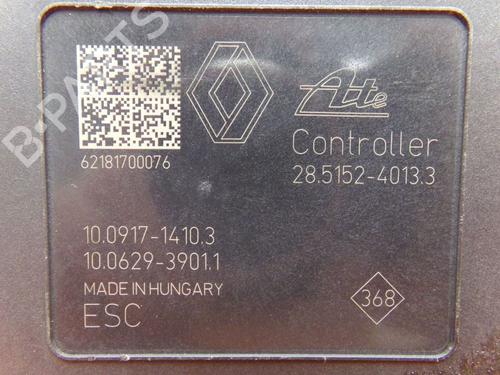 B-PARTS
Ate
Controller
28.5152-4013.3
62181700076
10.0917-1410.3
10.0629-3901.1
MADE IN HUNGARY
ESC
368